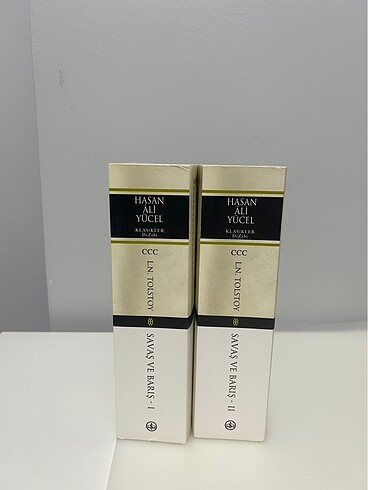 HASAN
ALİ
YÜCEL
KLASİKLER
DİZİSİ
CCC
L.N. TOLSTOY
SAVAŞ VE BARIŞ - I
HASAN
ALİ
YÜCEL
KLASİKLER
DİZİSİ
CCC
L.N. TOLSTOY
SAVAŞ VE BARIŞ - II